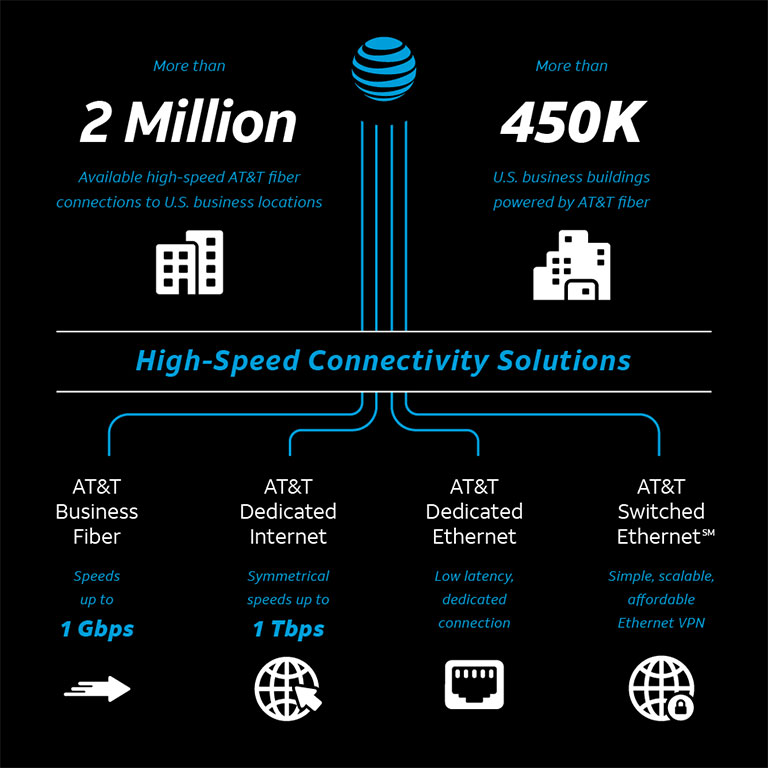 More than
2 Million
Available high-speed AT&T fiber
connections to U.S. business locations
More than
450K
U.S. business buildings
powered by AT&T fiber
High-Speed Connectivity Solutions
AT&T
Business
Fiber
Speeds
up to
1 Gbps
AT&T
Dedicated
Internet
Symmetrical
speeds up to
1 Tbps
AT&T
Dedicated
Ethernet
Low latency,
dedicated
connection
AT&T
Switched
Ethernet℠
Simple, scalable,
affordable
Ethernet VPN